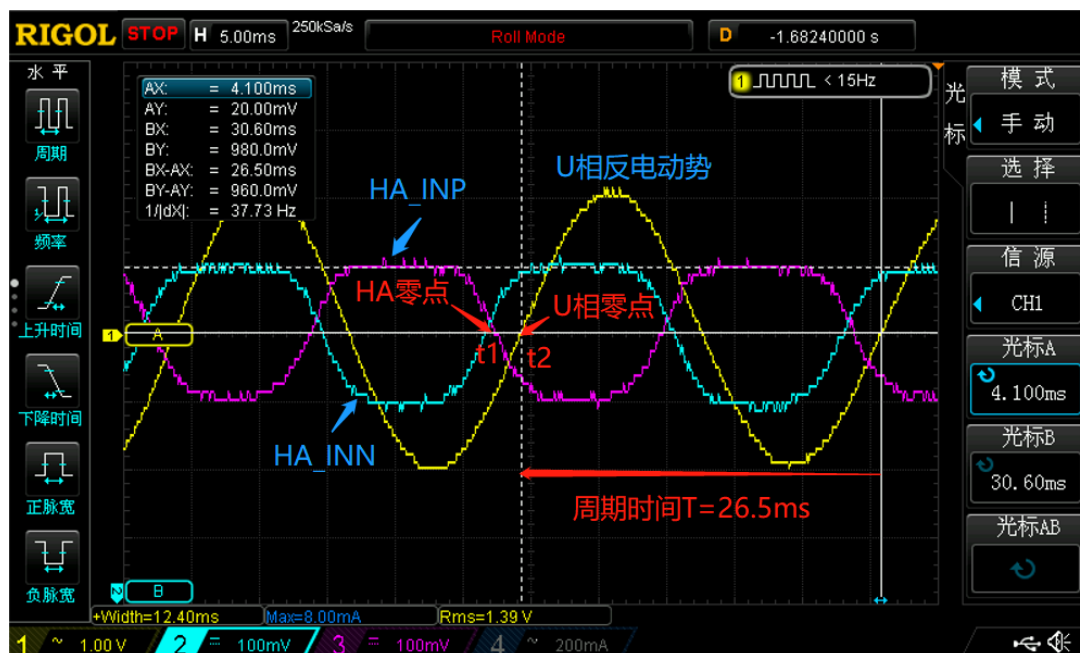 RIGOL STOP H 5.00ms 250kSa/s Roll Mode D -1.68240000 s
水 平
周期
频率
上升时间
下降时间
正脉宽
负脉宽
AX: = 4.100ms
AY: = 20.00mV
BX: = 30.60ms
BY: = 980.0mV
BX-AX: = 26.50ms
BY-AY: = 960.0mV
1/|dX|: = 37.73 Hz
1 < 15Hz
HA_INP
U相反电动势
HA零点
U相零点
t1
t2
1
A
HA_INN
周期时间T=26.5ms
2
B
+Width=12.40ms Max=8.00mA Rms=1.39 V
1 ~ 1.00 V 2 = 100mV 3 = 100mV 4 ~ 200mA
光标
模 式
手 动
选 择
信 源
CH1
光标A
4.100ms
光标B
30.60ms
光标AB